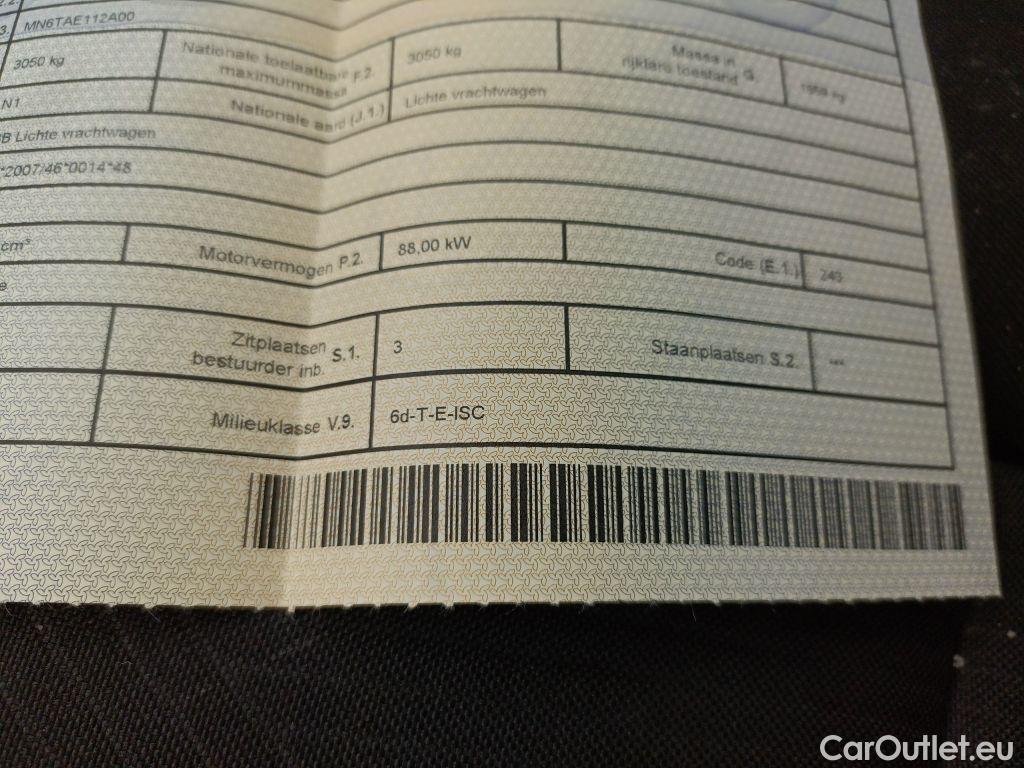 3. MN6TAE112A00
3050 kg Nationale toelaatbare F.2. 3050 kg Massa in G.
maximummassa rijklare toestand
N1 Nationale aard (J.1.) Lichte vrachtwagen
BB Lichte vrachtwagen
*2007/46*0014*48
cm³ Motorvermogen P.2. 88,00 kW Code (E.1.)
e
Zitplaatsen S.1. 3 Staanplaatsen S.2. ---
bestuurder inb.
Milieuklasse V.9. 6d-T-E-ISC
CarOutlet.eu